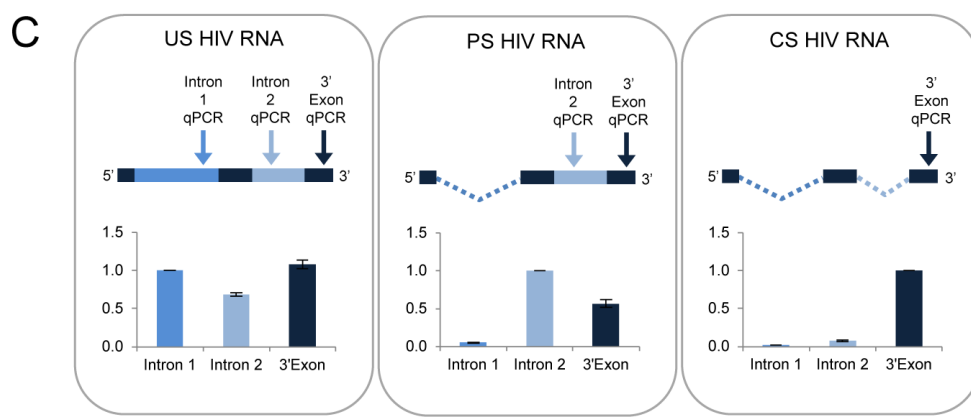 C
US HIV RNA
Intron
1
qPCR
Intron
2
qPCR
3’
Exon
qPCR
5’
3’
1.5
1.0
0.5
0.0
Intron 1
Intron 2
3’Exon
PS HIV RNA
Intron
2
qPCR
3’
Exon
qPCR
5’
3’
1.5
1.0
0.5
0.0
Intron 1
Intron 2
3’Exon
CS HIV RNA
3’
Exon
qPCR
5’
3’
1.5
1.0
0.5
0.0
Intron 1
Intron 2
3’Exon